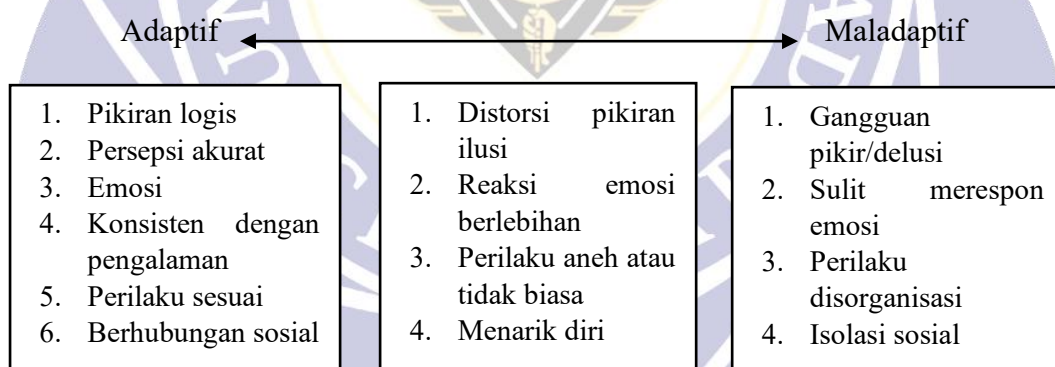 Adaptif Maladaptif
1. Pikiran logis
2. Persepsi akurat
3. Emosi
4. Konsisten dengan
pengalaman
5. Perilaku sesuai
6. Berhubungan sosial
1. Distorsi pikiran
ilusi
2. Reaksi emosi
berlebihan
3. Perilaku aneh atau
tidak biasa
4. Menarik diri
1. Gangguan
pikir/delusi
2. Sulit merespon
emosi
3. Perilaku
disorganisasi
4. Isolasi sosial